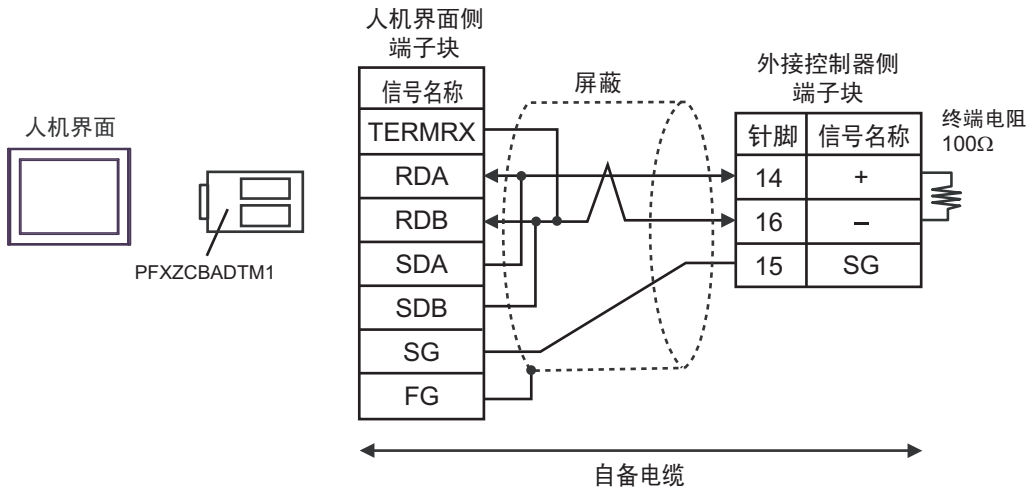 人机界面
PFXZCBADTM1
人机界面侧
端子块
信号名称
TERMRX
RDA
RDB
SDA
SDB
SG
FG
屏蔽
外接控制器侧
端子块
针脚 信号名称
14 +
16 –
15 SG
终端电阻
100Ω
自备电缆